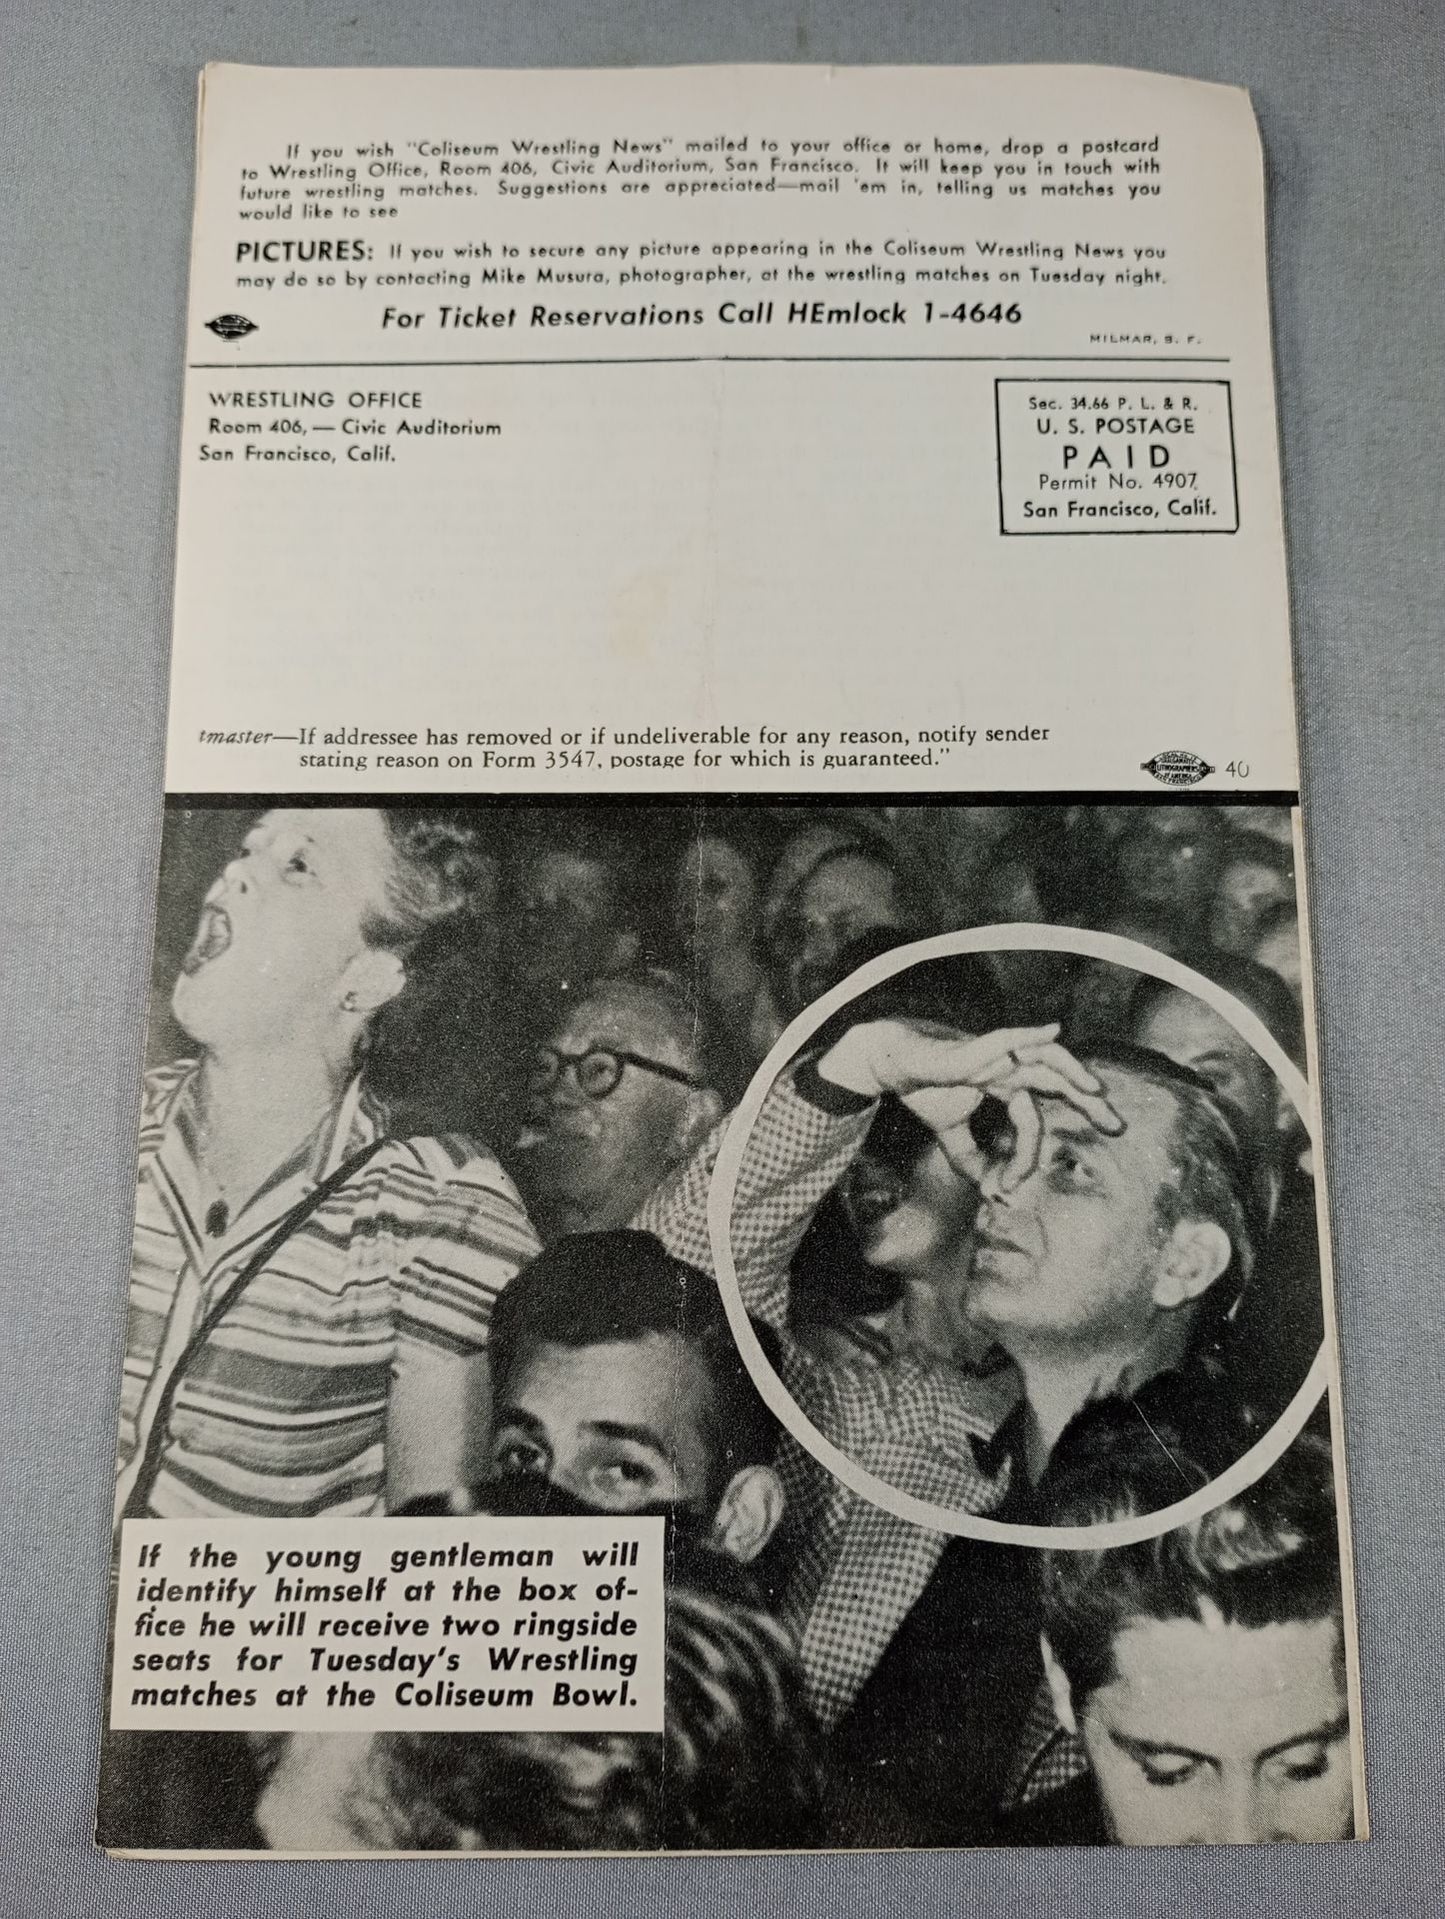 If you wish "Coliseum Wrestling News" mailed to your office or home, drop a postcard
to Wrestling Office, Room 406, Civic Auditorium, San Francisco. It will keep you in touch with
future wrestling matches. Suggestions are appreciated—mail 'em in, telling us matches you
would like to see
PICTURES: If you wish to secure any picture appearing in the Coliseum Wrestling News you
may do so by contacting Mike Musura, photographer, at the wrestling matches on Tuesday night.
For Ticket Reservations Call HEmlock 1-4646
MILMAR, S. F.
WRESTLING OFFICE
Room 406, — Civic Auditorium
San Francisco, Calif.
Sec. 34.66 P. L. & R.
U. S. POSTAGE
PAID
Permit No. 4907
San Francisco, Calif.
tmaster—If addressee has removed or if undeliverable for any reason, notify sender
stating reason on Form 3547, postage for which is guaranteed."
LITHOGRAPHERS
OF AMERICA
SAN FRANCISCO
40
If the young gentleman will
identify himself at the box of-
fice he will receive two ringside
seats for Tuesday's Wrestling
matches at the Coliseum Bowl.